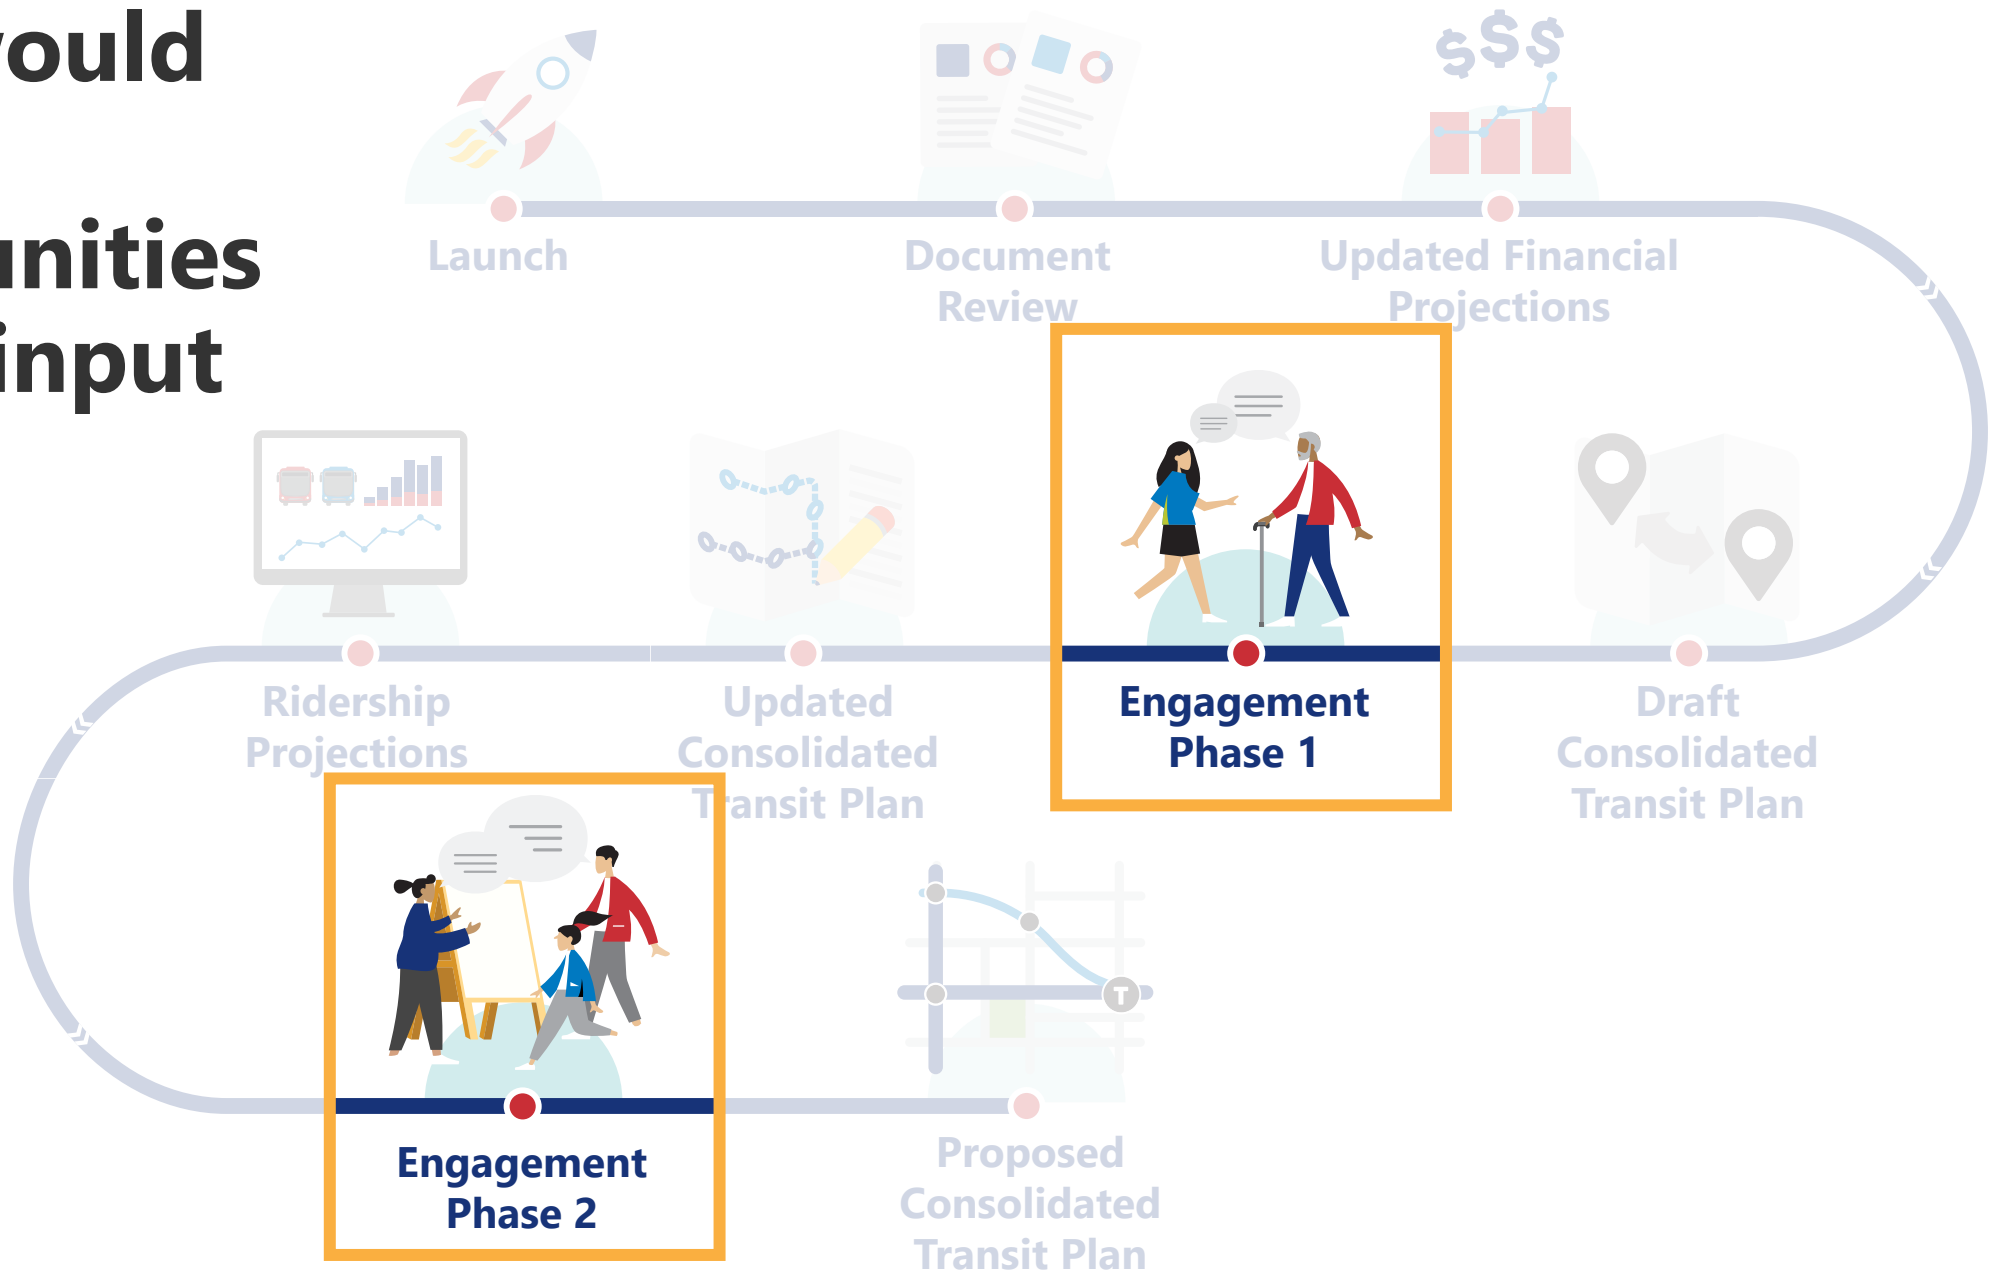 ould
unities
input
Launch
Document
Review
Updated Financial
Projections
$$$
Draft
Consolidated
Transit Plan
Engagement
Phase 1
Updated
Consolidated
Transit Plan
Ridership
Projections
Engagement
Phase 2
T
Proposed
Consolidated
Transit Plan